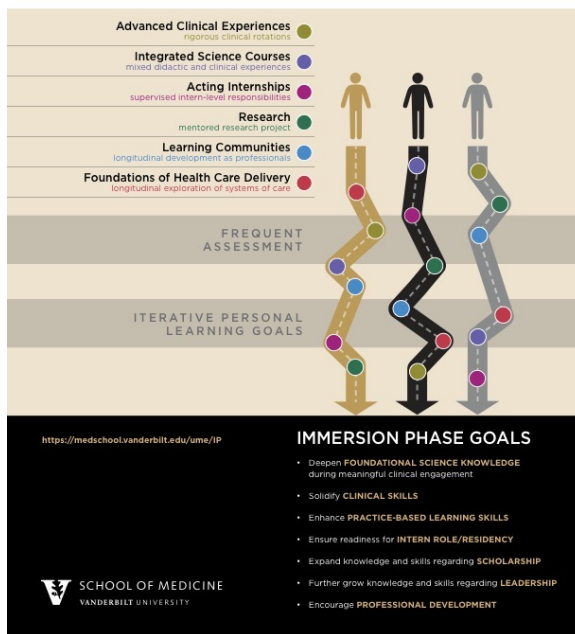 Advanced Clinical Experiences
rigorous clinical rotations
Integrated Science Courses
mixed didactic and clinical experiences
Acting Internships
supervised intern-level responsibilities
Research
mentored research project
Learning Communities
longitudinal development as professionals
Foundations of Health Care Delivery
longitudinal exploration of systems of care
FREQUENT
ASSESSMENT
ITERATIVE PERSONAL
LEARNING GOALS
https://medschool.vanderbilt.edu/ume/IP
IMMERSION PHASE GOALS
• Deepen FOUNDATIONAL SCIENCE KNOWLEDGE
during meaningful clinical engagement
• Solidify CLINICAL SKILLS
• Enhance PRACTICE-BASED LEARNING SKILLS
• Ensure readiness for INTERN ROLE/RESIDENCY
• Expand knowledge and skills regarding SCHOLARSHIP
• Further grow knowledge and skills regarding LEADERSHIP
• Encourage PROFESSIONAL DEVELOPMENT
V SCHOOL OF MEDICINE
VANDERBILT UNIVERSITY